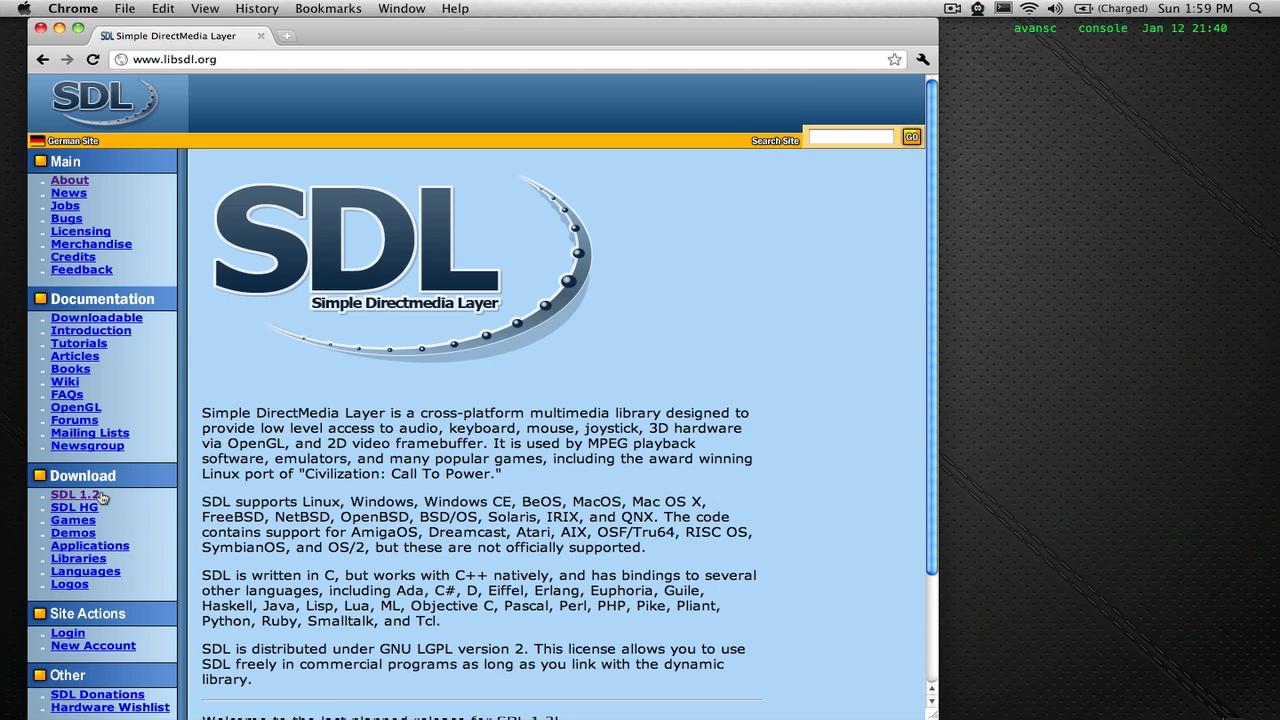 Chrome File Edit View History Bookmarks Window Help (Charged) Sun 1:59 PM
avansc console Jan 12 21:40
SDL Simple DirectMedia Layer
www.libsdl.org
SDL
German Site
Search Site GO
Main
About
News
Jobs
Bugs
Licensing
Merchandise
Credits
Feedback
Documentation
Downloadable
Introduction
Tutorials
Articles
Books
Wiki
FAQs
OpenGL
Forums
Mailing Lists
Newsgroup
Download
SDL 1.2
SDL HG
Games
Demos
Applications
Libraries
Languages
Logos
Site Actions
Login
New Account
Other
SDL Donations
Hardware Wishlist
SDL
Simple Directmedia Layer
Simple DirectMedia Layer is a cross-platform multimedia library designed to
provide low level access to audio, keyboard, mouse, joystick, 3D hardware
via OpenGL, and 2D video framebuffer. It is used by MPEG playback
software, emulators, and many popular games, including the award winning
Linux port of "Civilization: Call To Power."
SDL supports Linux, Windows, Windows CE, BeOS, MacOS, Mac OS X,
FreeBSD, NetBSD, OpenBSD, BSD/OS, Solaris, IRIX, and QNX. The code
contains support for AmigaOS, Dreamcast, Atari, AIX, OSF/Tru64, RISC OS,
SymbianOS, and OS/2, but these are not officially supported.
SDL is written in C, but works with C++ natively, and has bindings to several
other languages, including Ada, C#, D, Eiffel, Erlang, Euphoria, Guile,
Haskell, Java, Lisp, Lua, ML, Objective C, Pascal, Perl, PHP, Pike, Pliant,
Python, Ruby, Smalltalk, and Tcl.
SDL is distributed under GNU LGPL version 2. This license allows you to use
SDL freely in commercial programs as long as you link with the dynamic
library.
Welcome to the last planned release for SDL 1.2!